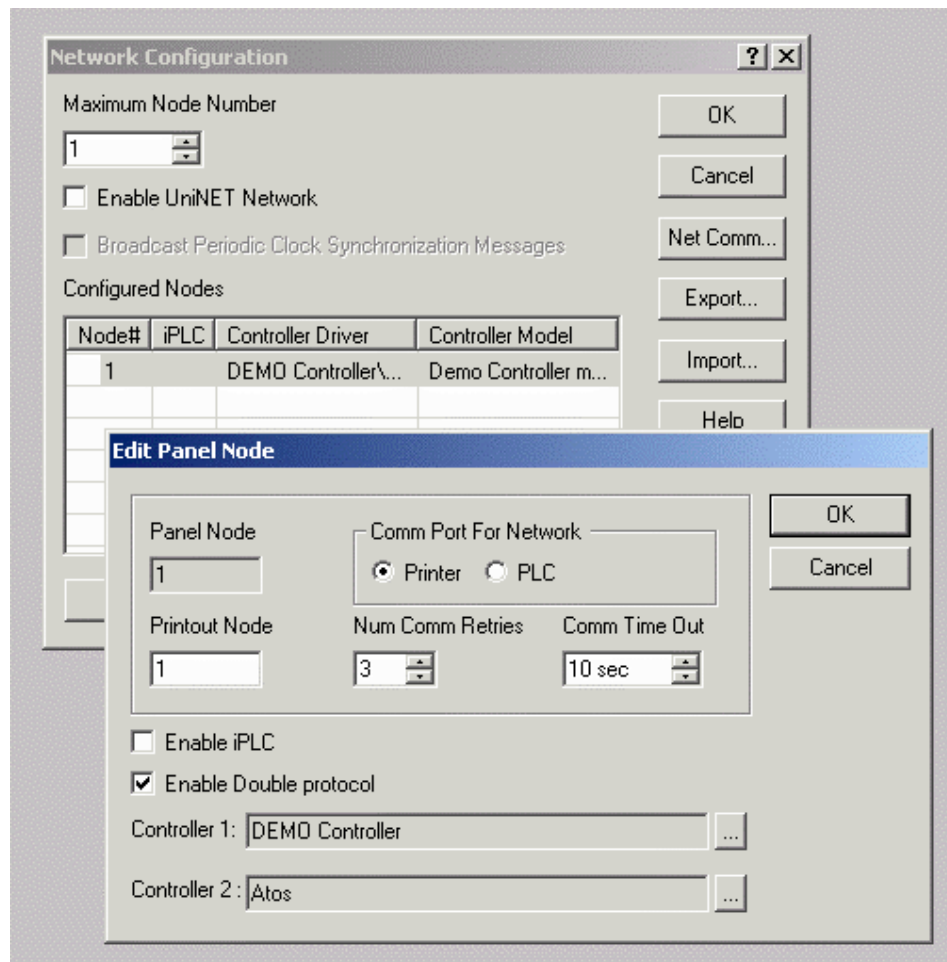 Network Configuration
Maximum Node Number
1
OK
Cancel
Enable UniNET Network
Net Comm...
Broadcast Periodic Clock Synchronization Messages
Configured Nodes
Export...
Node# iPLC Controller Driver Controller Model
1 DEMO Controller\... Demo Controller m...
Import...
Help
Edit Panel Node
OK
Cancel
Panel Node
1
Comm Port For Network
Printer PLC
Printout Node Num Comm Retries Comm Time Out
1 3 10 sec
Enable iPLC
Enable Double protocol
Controller 1: DEMO Controller ...
Controller 2 : Atos ...